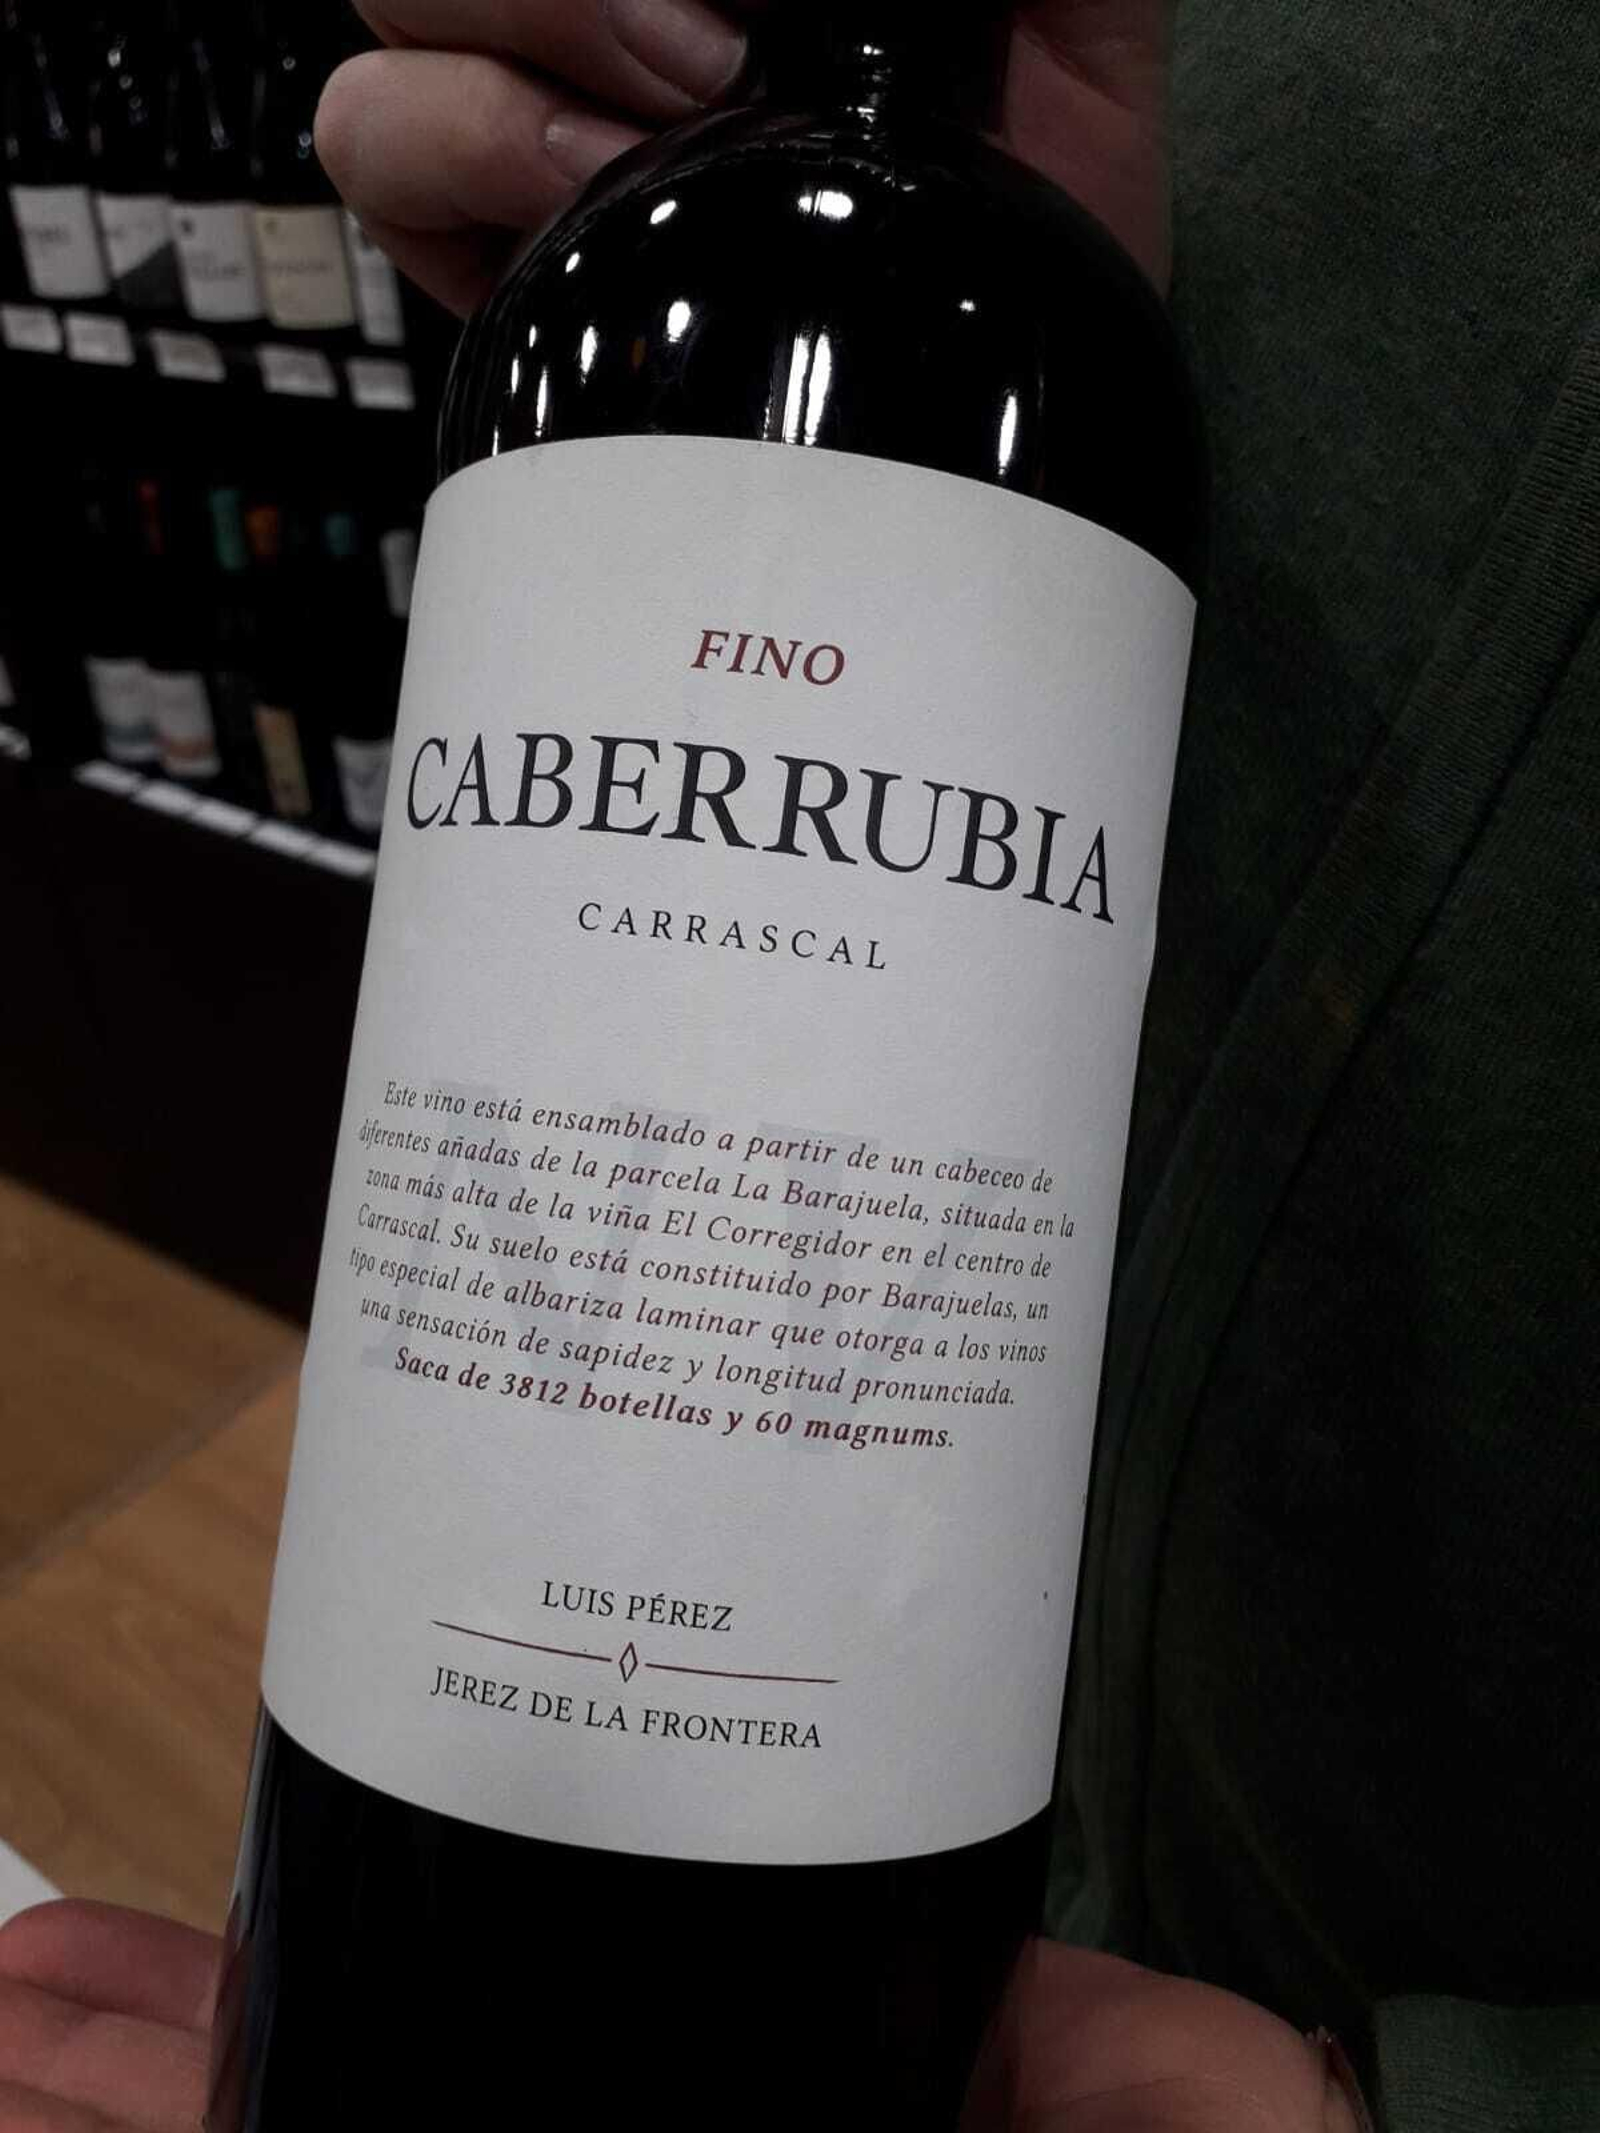 FINO
CABERRUBIA
CARRASCAL
Este vino está ensamblado a partir de un cabeceo de
diferentes añadas de la parcela La Barajuela, situada en la
zona más alta de la viña El Corregidor en el centro de
Carrascal. Su suelo está constituido por Barajuelas, un
tipo especial de albariza laminar que otorga a los vinos
una sensación de sapidez y longitud pronunciada.
Saca de 3812 botellas y 60 magnums.
LUIS PÉREZ
JEREZ DE LA FRONTERA